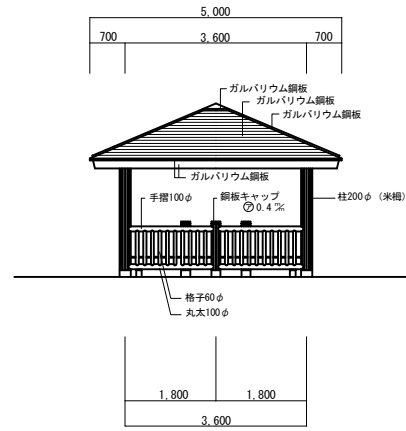 5,000
700 3,600 700
ガルバリウム鋼板
ガルバリウム鋼板
ガルバリウム鋼板
ガルバリウム鋼板
手摺100φ 銅板キャップ 柱200φ (米栂)
㋐0.4㎜
格子60φ
丸太100φ
1,800 1,800
3,600